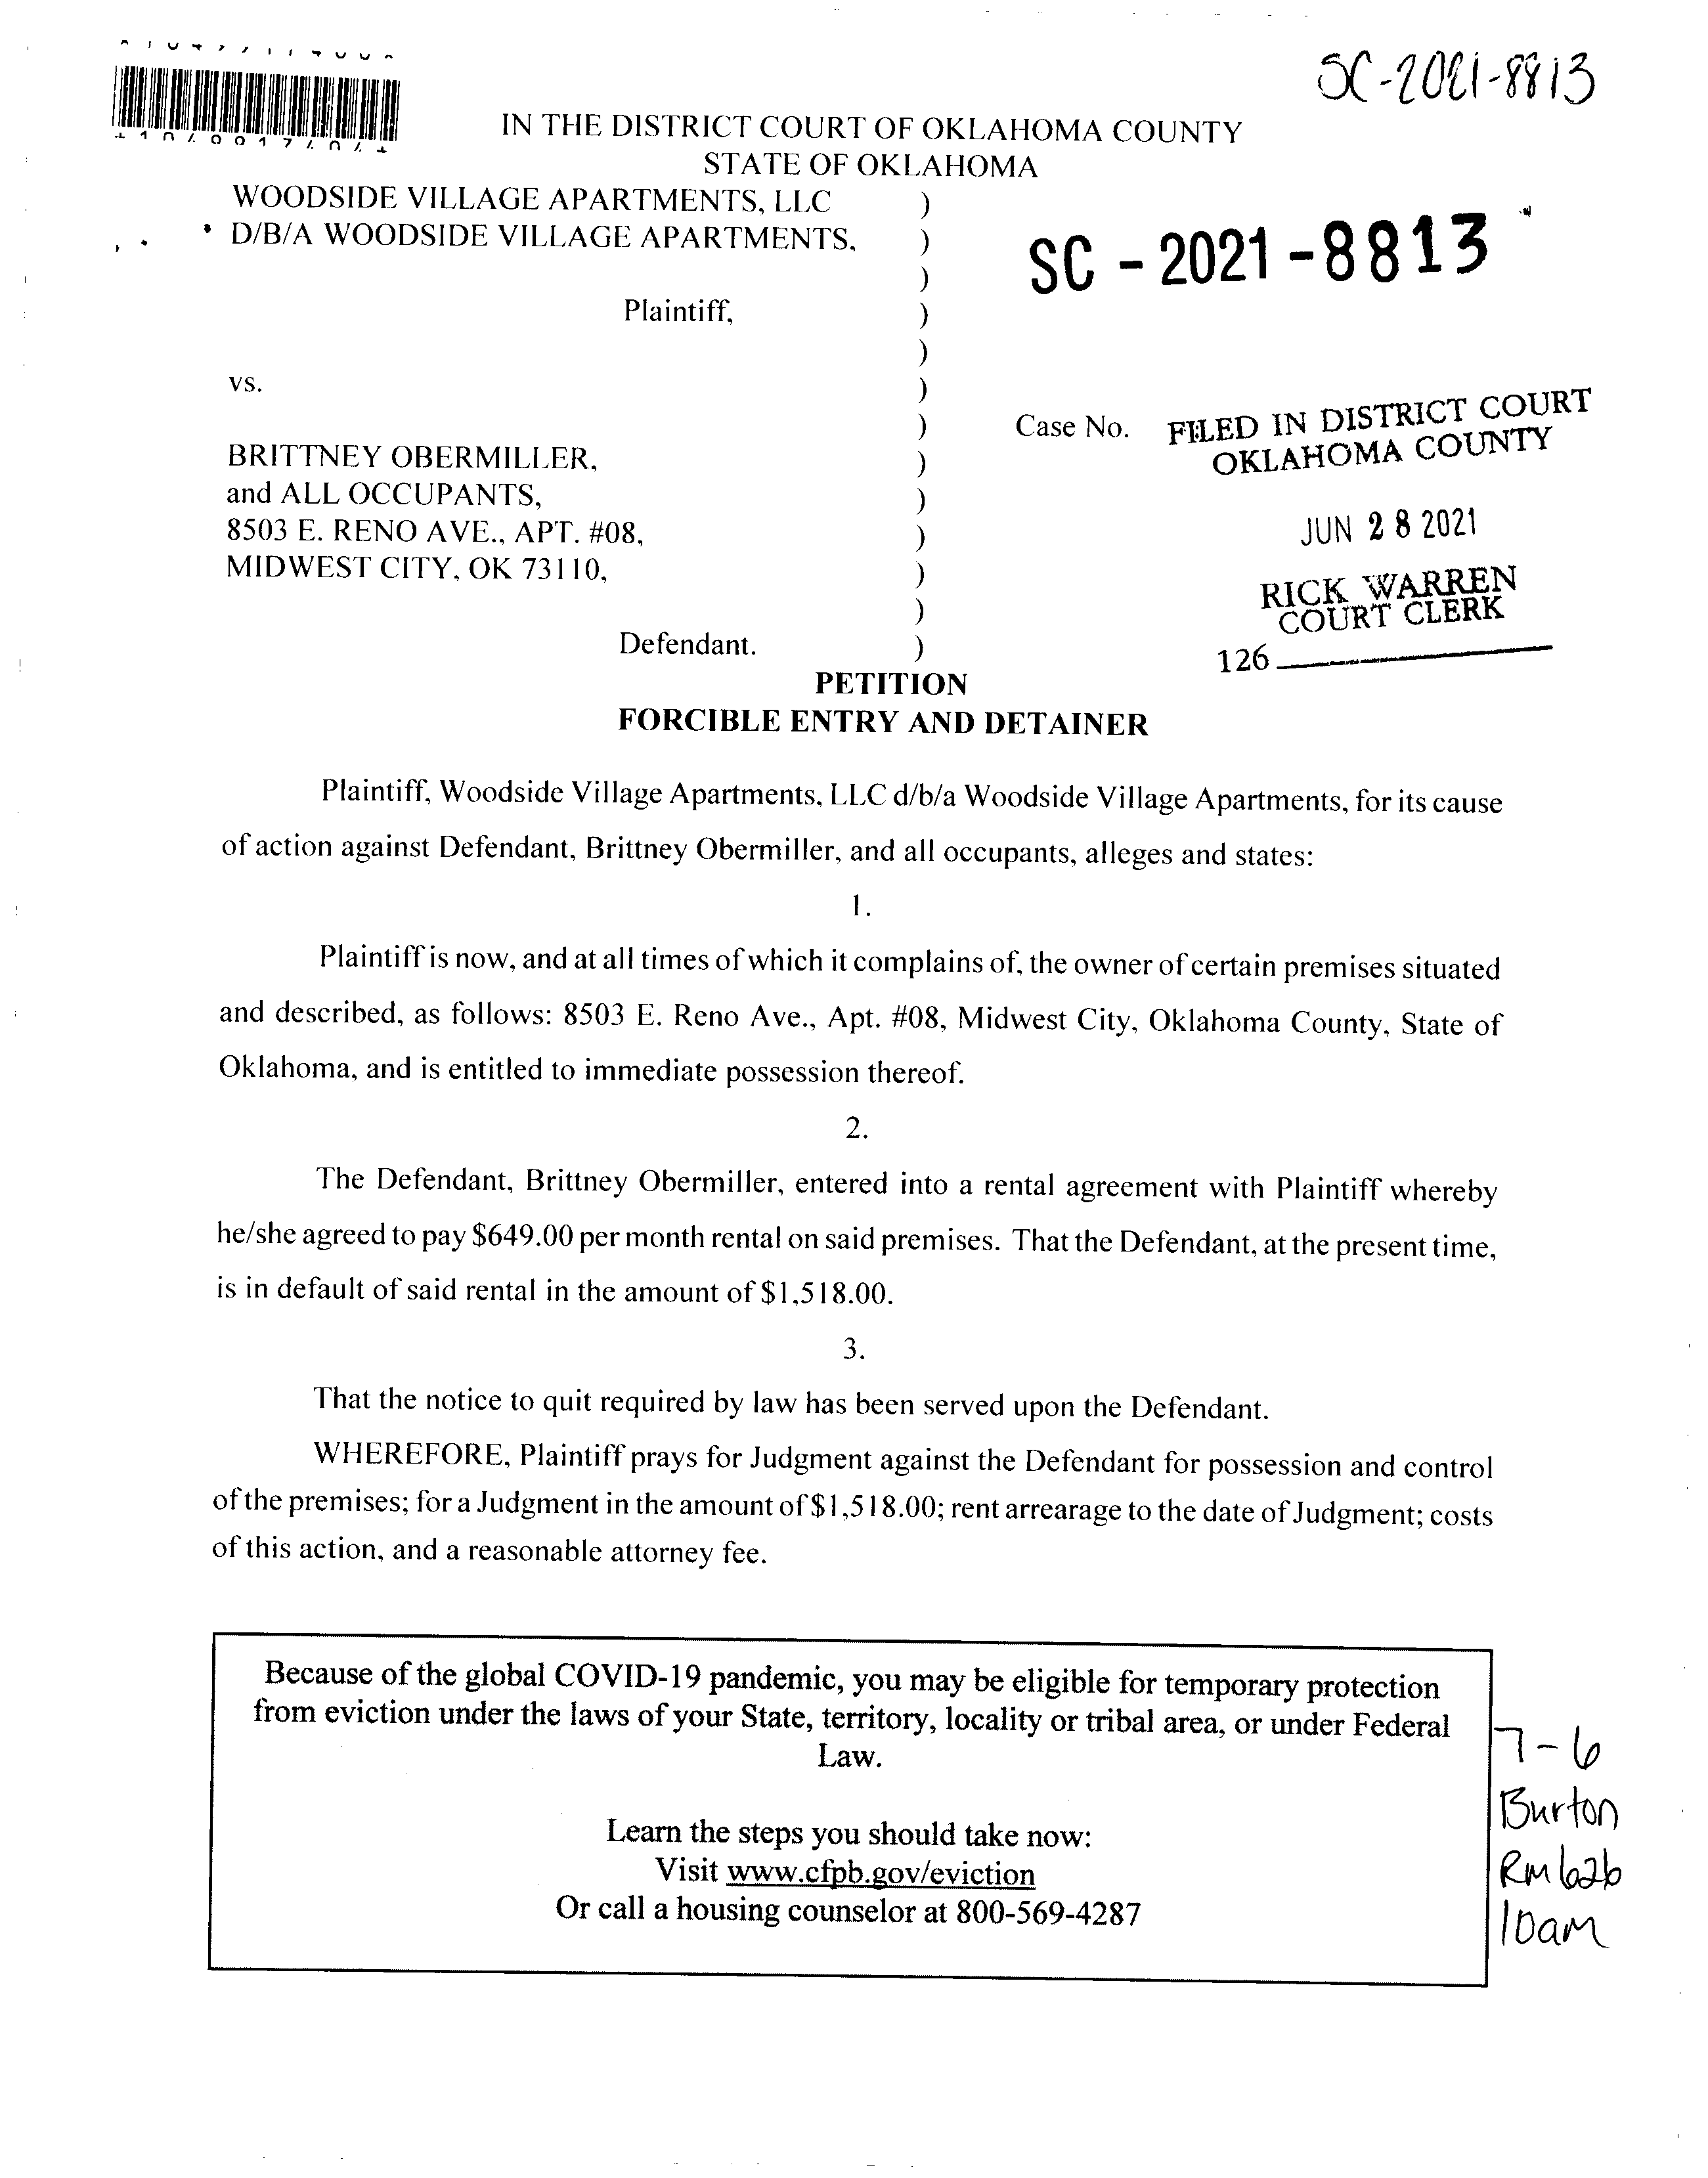 SC-2021-8813
IN THE DISTRICT COURT OF OKLAHOMA COUNTY
STATE OF OKLAHOMA
WOODSIDE VILLAGE APARTMENTS, LLC )
D/B/A WOODSIDE VILLAGE APARTMENTS, )
)
SC - 2021 - 8813
Plaintiff, )
)
vs. )
)
Case No.
FILED IN DISTRICT COURT
OKLAHOMA COUNTY
BRITTNEY OBERMILLER, )
and ALL OCCUPANTS, )
8503 E. RENO AVE., APT. #08, )
MIDWEST CITY, OK 73110, )
)
Defendant. )
JUN 28 2021
RICK WARREN
COURT CLERK
126
PETITION
FORCIBLE ENTRY AND DETAINER
Plaintiff, Woodside Village Apartments, LLC d/b/a Woodside Village Apartments, for its cause
of action against Defendant, Brittney Obermiller, and all occupants, alleges and states:
1.
Plaintiff is now, and at all times of which it complains of, the owner of certain premises situated
and described, as follows: 8503 E. Reno Ave., Apt. #08, Midwest City, Oklahoma County, State of
Oklahoma, and is entitled to immediate possession thereof.
2.
The Defendant, Brittney Obermiller, entered into a rental agreement with Plaintiff whereby
he/she agreed to pay $649.00 per month rental on said premises. That the Defendant, at the present time,
is in default of said rental in the amount of $1,518.00.
3.
That the notice to quit required by law has been served upon the Defendant.
WHEREFORE, Plaintiff prays for Judgment against the Defendant for possession and control
of the premises; for a Judgment in the amount of $1,518.00; rent arrearage to the date of Judgment; costs
of this action, and a reasonable attorney fee.
Because of the global COVID-19 pandemic, you may be eligible for temporary protection
from eviction under the laws of your State, territory, locality or tribal area, or under Federal
Law.
Learn the steps you should take now:
Visit www.cfpb.gov/eviction
Or call a housing counselor at 800-569-4287
7-6
Burton
Rm 626
10am